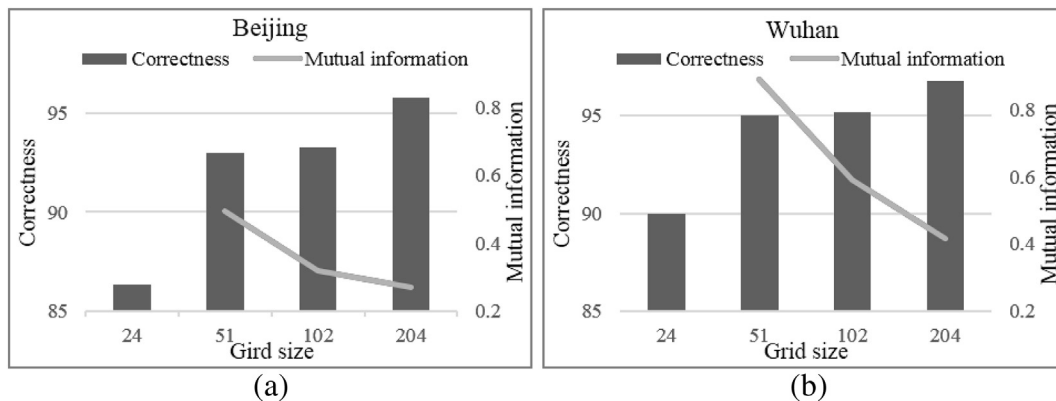 Beijing
Correctness Mutual information
95
90
85
0.8
0.6
0.4
0.2
Correctness
Mutual information
24 51 102 204
Gird size
(a)
Wuhan
Correctness Mutual information
95
90
85
0.8
0.6
0.4
0.2
Correctness
Mutual information
24 51 102 204
Grid size
(b)